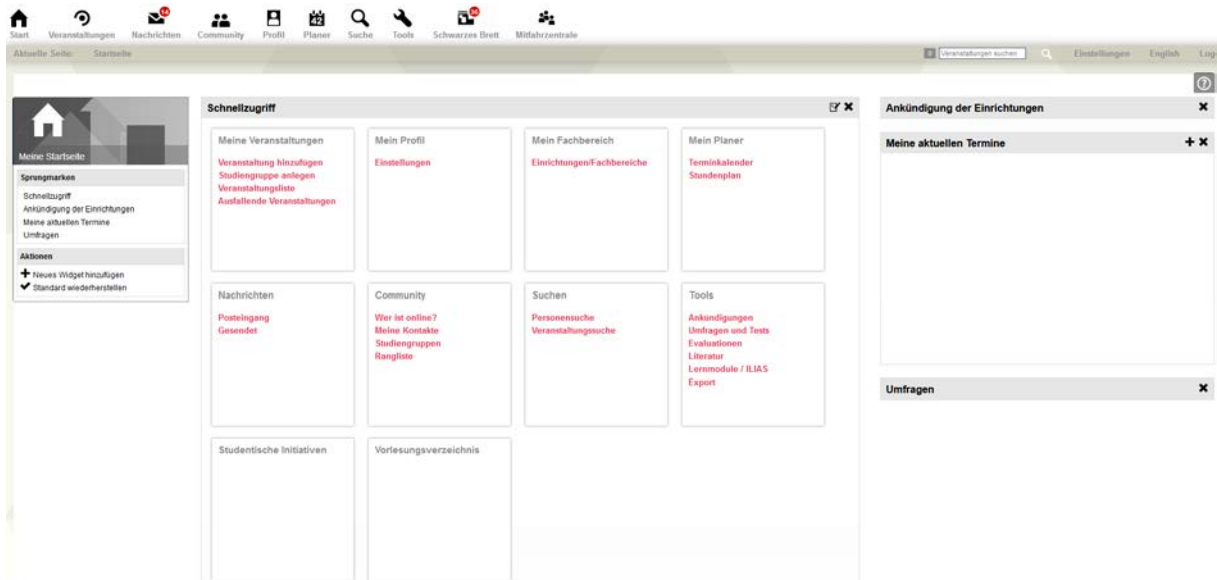 14
36
42
Start Veranstaltungen Nachrichten Community Profil Planer Suche Tools Schwarzes Brett Mitfahrzentrale
Aktuelle Seite: Startseite
Veranstaltungen suchen
Einstellungen English Log
Meine Startseite
Sprungmarken
Schnellzugriff
Ankündigung der Einrichtungen
Meine aktuellen Termine
Umfragen
Aktionen
Neues Widget hinzufügen
Standard wiederherstellen
Schnellzugriff
Meine Veranstaltungen
Veranstaltung hinzufügen
Studiengruppe anlegen
Veranstaltungsliste
Ausfallende Veranstaltungen
Mein Profil
Einstellungen
Mein Fachbereich
Einrichtungen/Fachbereiche
Mein Planer
Terminkalender
Stundenplan
Nachrichten
Posteingang
Gesendet
Community
Wer ist online?
Meine Kontakte
Studiengruppen
Rangliste
Suchen
Personensuche
Veranstaltungssuche
Tools
Ankündigungen
Umfragen und Tests
Evaluationen
Literatur
Lernmodule / ILIAS
Export
Studentische Initiativen
Vorlesungsverzeichnis
Ankündigung der Einrichtungen
Meine aktuellen Termine
Umfragen